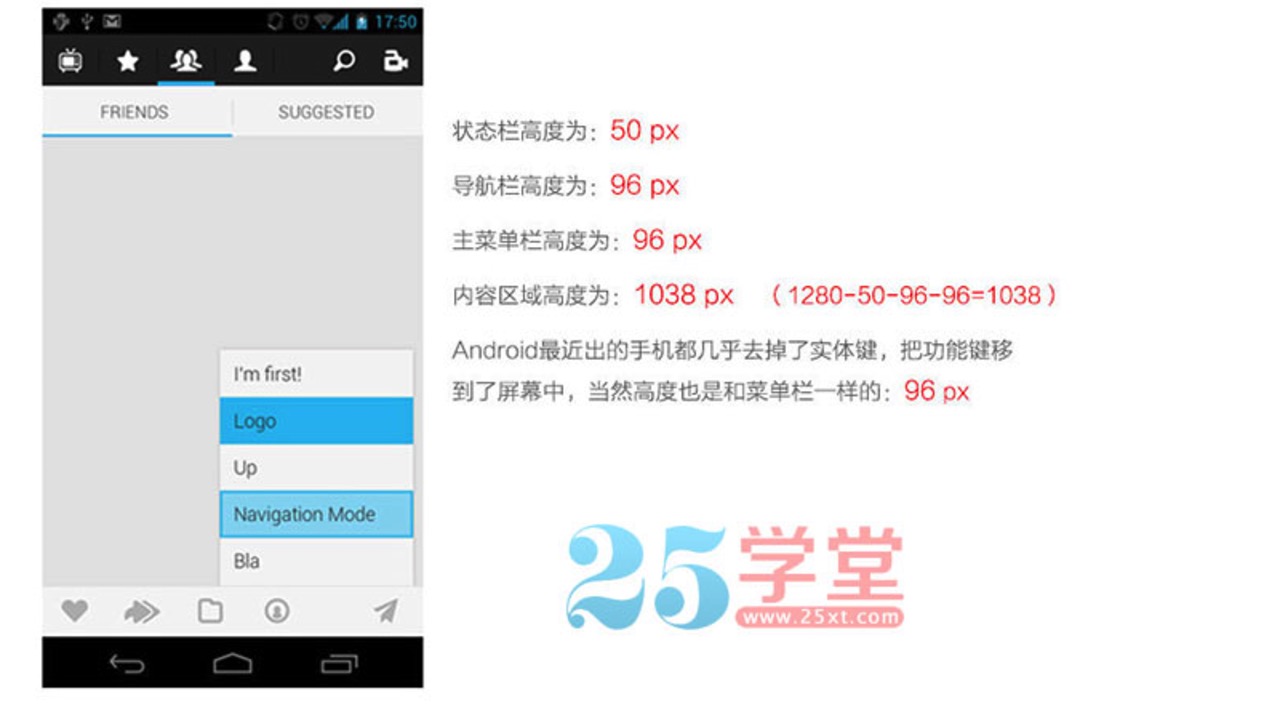 17:50
FRIENDS
SUGGESTED
I'm first!
Logo
Up
Navigation Mode
Bla
状态栏高度为：50 px
导航栏高度为：96 px
主菜单栏高度为：96 px
内容区域高度为：1038 px （1280-50-96-96=1038）
Android最近出的手机都几乎去掉了实体键，把功能键移
到了屏幕中，当然高度也是和菜单栏一样的：96 px
25学堂
www.25xt.com